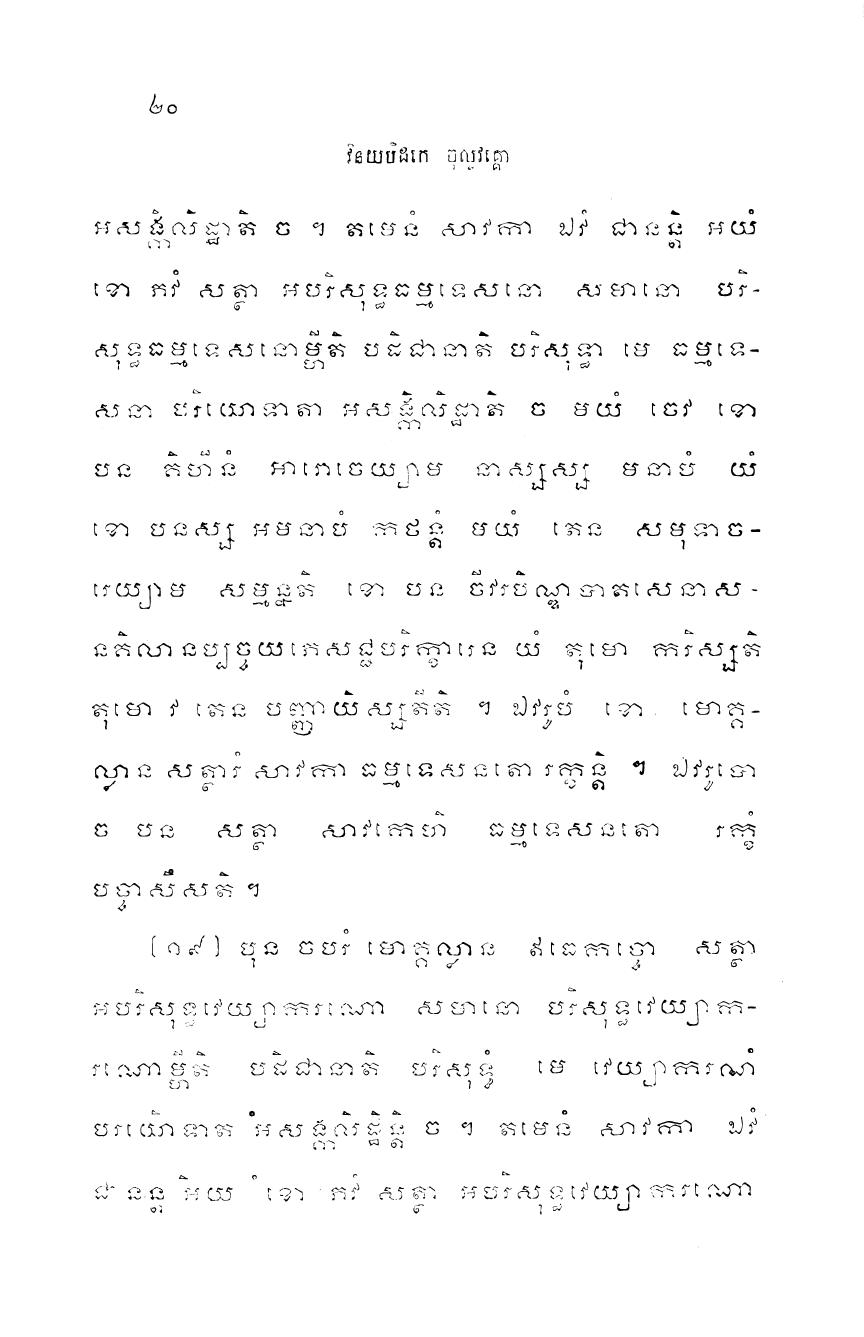 ២០
វិនយបិដកេ ចុល្លវគ្គោ
អសង្កិលិដ្ឋាតិ ច ។ តមេនំ សាវកា ឯវំ ជានន្តិ អយំ
ខោ ភវំ សត្ថា អបរិសុទ្ធធម្មទេសនោ សមានោ បរិ-
សុទ្ធធម្មទេសនោម្ហីតិ បដិជានាតិ បរិសុទ្ធា មេ ធម្មទេ-
សនា បរិយោទាតា អសង្កិលិដ្ឋាតិ ច មយំ ចេវ ខោ
បន គិហីនំ អារោចេយ្យាម នាស្សស្ស មនាបំ យំ
ខោ បនស្ស អមនាបំ កថន្តំ មយំ តេន សមុទាច-
រេយ្យាម សម្មន្នតិ ខោ បន ចីវរបិណ្ឌបាតសេនាស-
នគិលានប្បច្ចយភេសជ្ជបរិក្ខារេន យំ តុមោ ករិស្សតិ
តុមោ វ តេន បញ្ញាយិស្សតីតិ ។ ឯវរូបំ ខោ មោគ្គ-
ល្លាន សត្ថារំ សាវកា ធម្មទេសនតោ រក្ខន្តិ ។ ឯវរូបោ
ច បន សត្ថា សាវកេហិ ធម្មទេសនតោ រក្ខំ
បច្ចាសឹសតិ ។
(១៩) បុន ចបរំ មោគ្គល្លាន ឥធេកច្ចោ សត្ថា
អបរិសុទ្ធវេយ្យាករណោ សមានោ បរិសុទ្ធវេយ្យាក-
រណោម្ហីតិ បដិជានាតិ បរិសុទ្ធំ មេ វេយ្យាករណំ
បរិយោទាតំ អសង្កិលិដ្ឋន្តិ ច ។ តមេនំ សាវកា ឯវំ
ជានន្តិ អយំ ខោ ភវំ សត្ថា អបរិសុទ្ធវេយ្យាករណោ